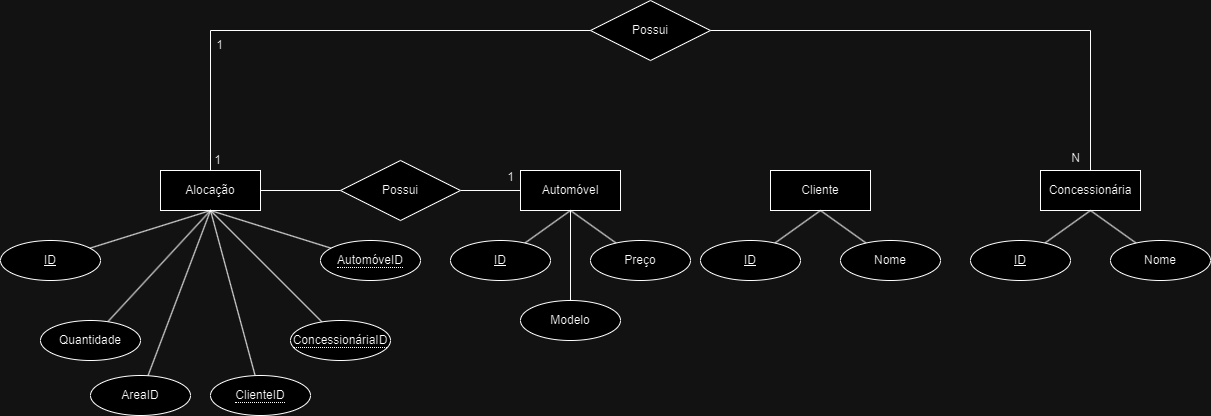 Possui
1
1
N
Alocação
Possui
1
Automóvel
Cliente
Concessionária
ID
AutomóvelD
ID
Preço
ID
Nome
ID
Nome
Quantidade
ConcessionáriaID
Modelo
AreaID
ClienteID